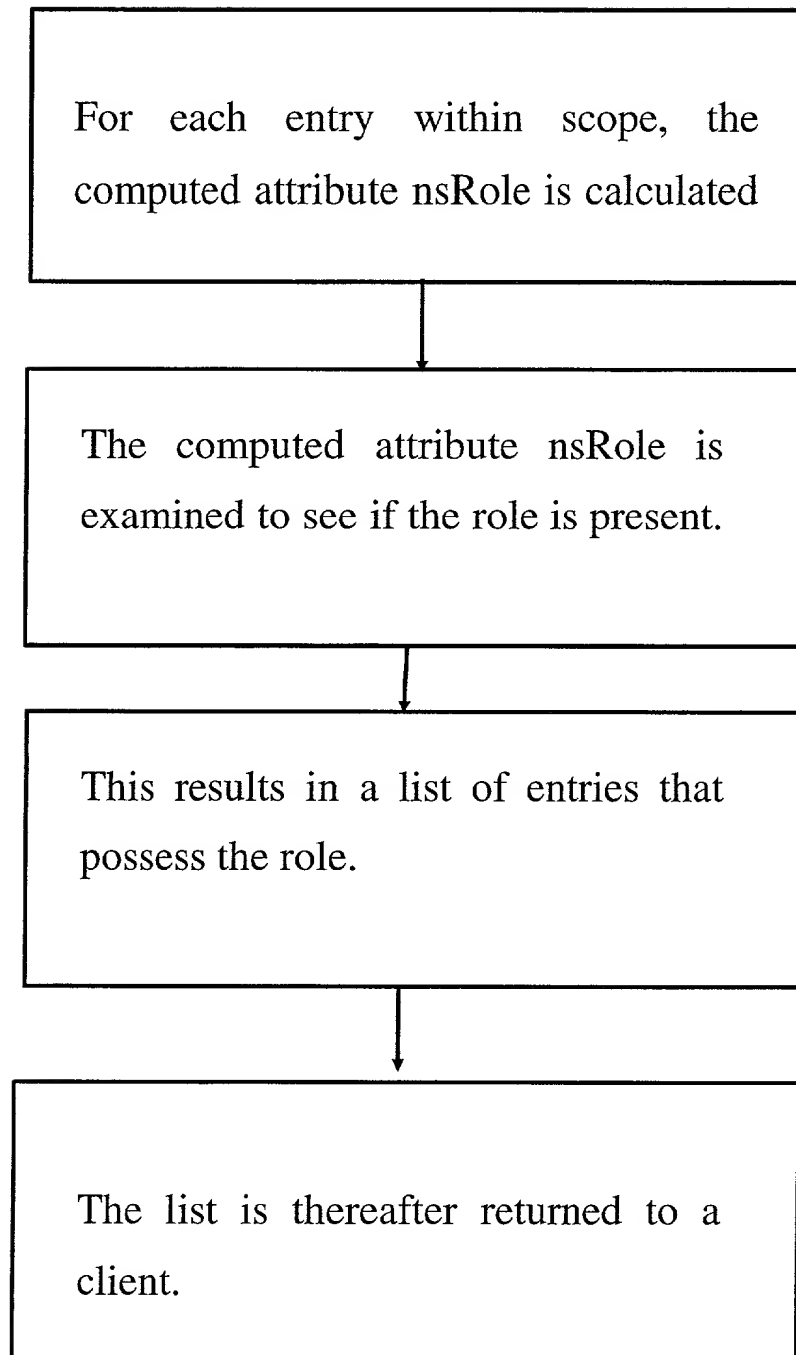 For each entry within scope, the
computed attribute nsRole is calculated
The computed attribute nsRole is
examined to see if the role is present.
This results in a list of entries that
possess the role.
The list is thereafter returned to a
client.